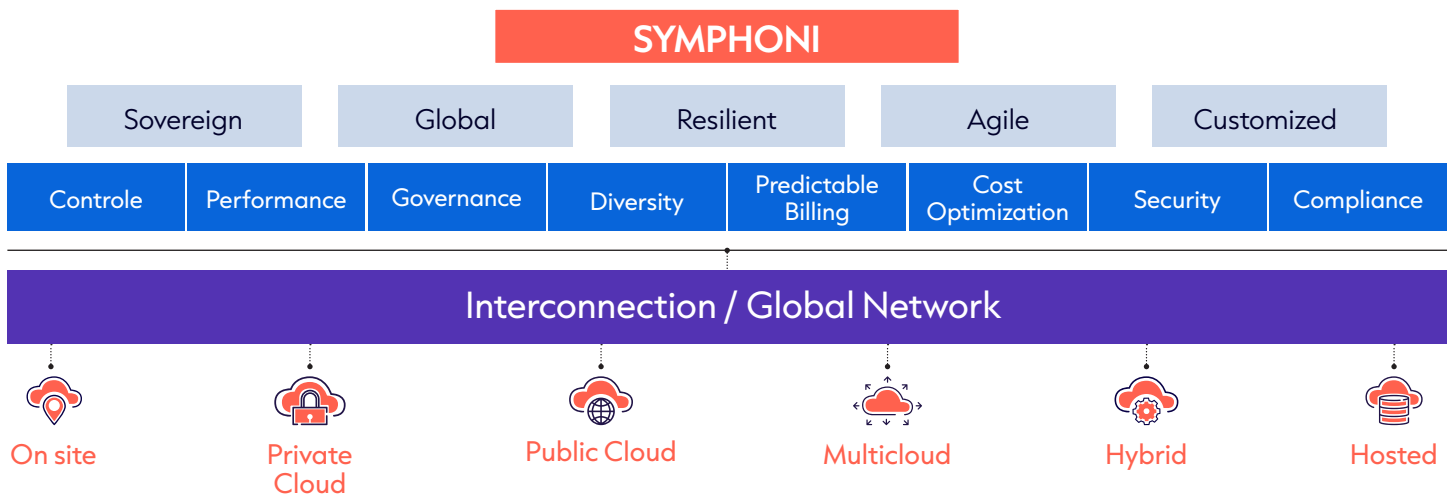 SYMPHONI
Sovereign
Global
Resilient
Agile
Customized
Controle
Performance
Governance
Diversity
Predictable
Billing
Cost
Optimization
Security
Compliance
Interconnection / Global Network
On site
Private
Cloud
Public Cloud
Multicloud
Hybrid
Hosted